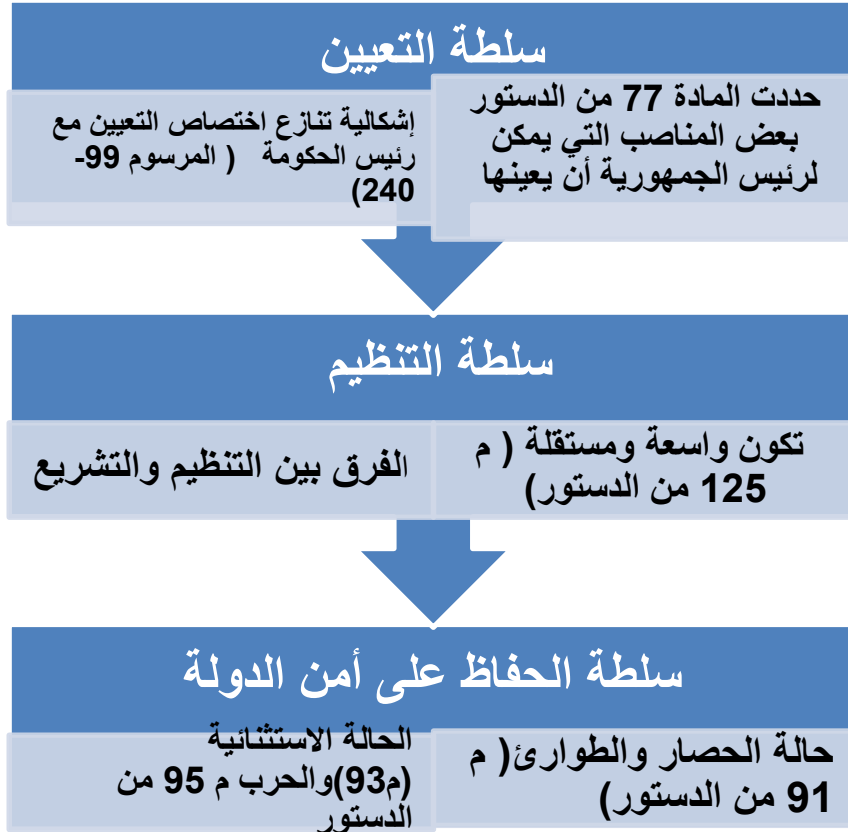 سلطة التعيين
حددت المادة 77 من الدستور
بعض المناصب التي يمكن
لرئيس الجمهورية أن يعينها
إشكالية تنازع اختصاص التعيين مع
رئيس الحكومة ( المرسوم 99-
240)
سلطة التنظيم
تكون واسعة ومستقلة ( م
125 من الدستور)
الفرق بين التنظيم والتشريع
سلطة الحفاظ على أمن الدولة
حالة الحصار والطوارئ( م
91 من الدستور)
الحالة الاستثنائية
(م93)والحرب م 95 من
الدستور